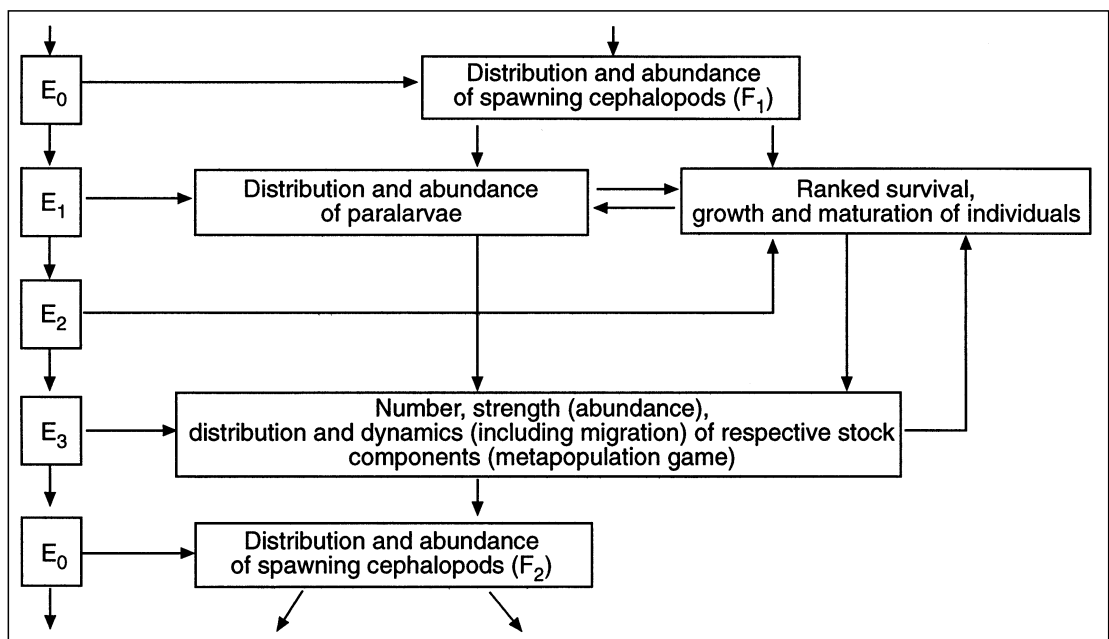 E0
Distribution and abundance
of spawning cephalopods (F1)
E1
Distribution and abundance
of paralarvae
Ranked survival,
growth and maturation of individuals
E2
E3
Number, strength (abundance),
distribution and dynamics (including migration) of respective stock
components (metapopulation game)
E0
Distribution and abundance
of spawning cephalopods (F2)